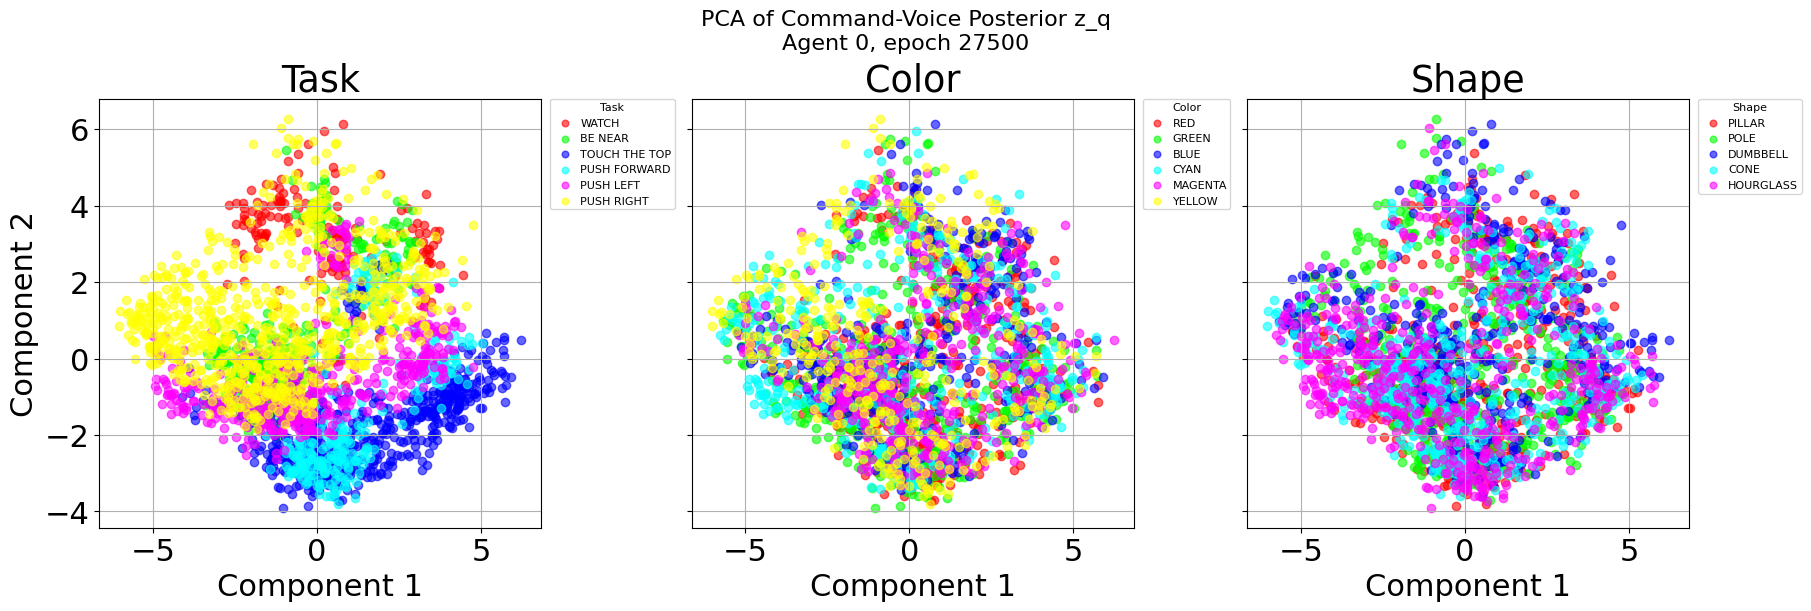 PCA of Command-Voice Posterior z_q
Agent 0, epoch 27500
Task
Color
Shape
Component 2
6
4
2
0
−2
−4
−5
0
5
Component 1
Task
WATCH
BE NEAR
TOUCH THE TOP
PUSH FORWARD
PUSH LEFT
PUSH RIGHT
−5
0
5
Component 1
Color
RED
GREEN
BLUE
CYAN
MAGENTA
YELLOW
−5
0
5
Component 1
Shape
PILLAR
POLE
DUMBBELL
CONE
HOURGLASS